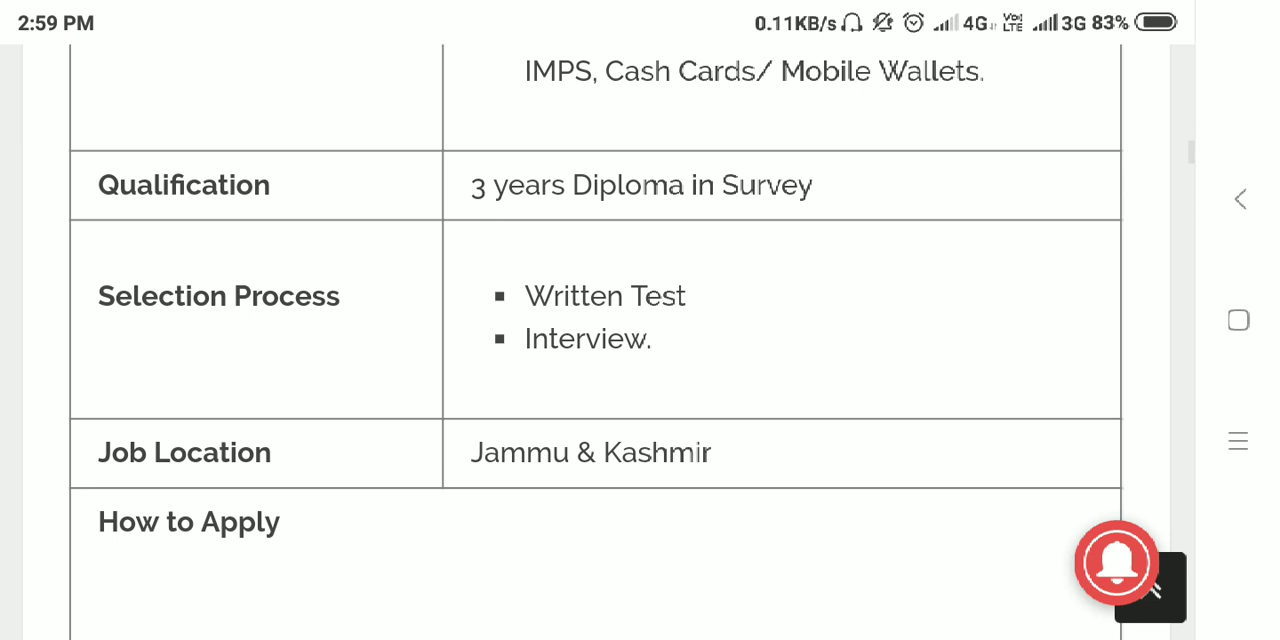 2:59 PM
0.11KB/s 4G VoLTE 3G 83%
IMPS, Cash Cards/ Mobile Wallets.
Qualification
3 years Diploma in Survey
Selection Process
▪ Written Test
▪ Interview.
Job Location
Jammu & Kashmir
How to Apply